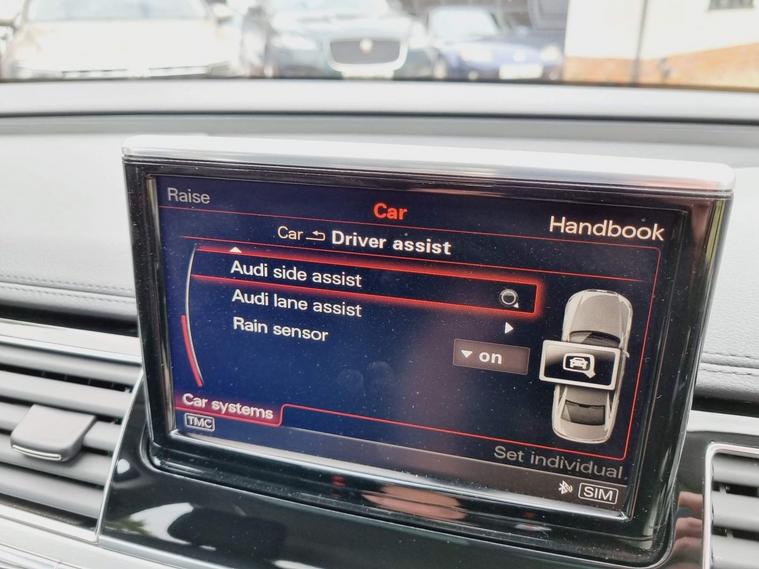 Raise
Car
Handbook
Car Driver assist
Audi side assist
Audi lane assist
Rain sensor
on
Car systems
TMC
Set individual
SIM